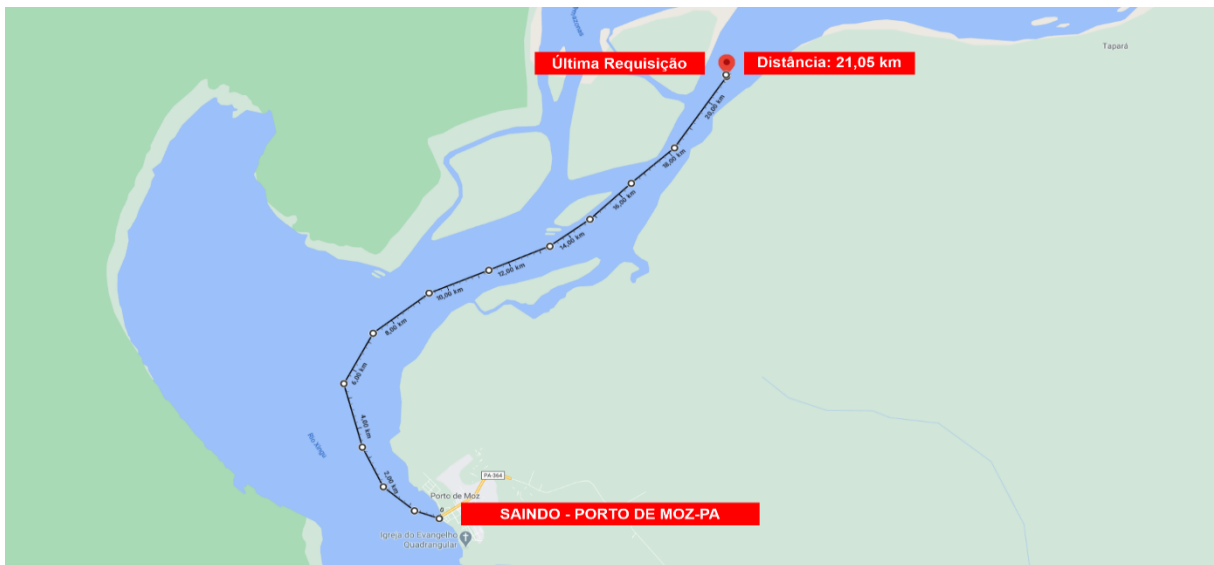 Amazonas
Tapará
Última Requisição
Distância: 21,05 km
20,00 km
18,00 km
16,00 km
14,00 km
12,00 km
10,00 km
8,00 km
6,00 km
4,00 km
Rio Xingu
2,00 km
PA-364
Porto de Moz
0
SAINDO - PORTO DE MOZ-PA
Igreja do Evangelho
Quadrangular